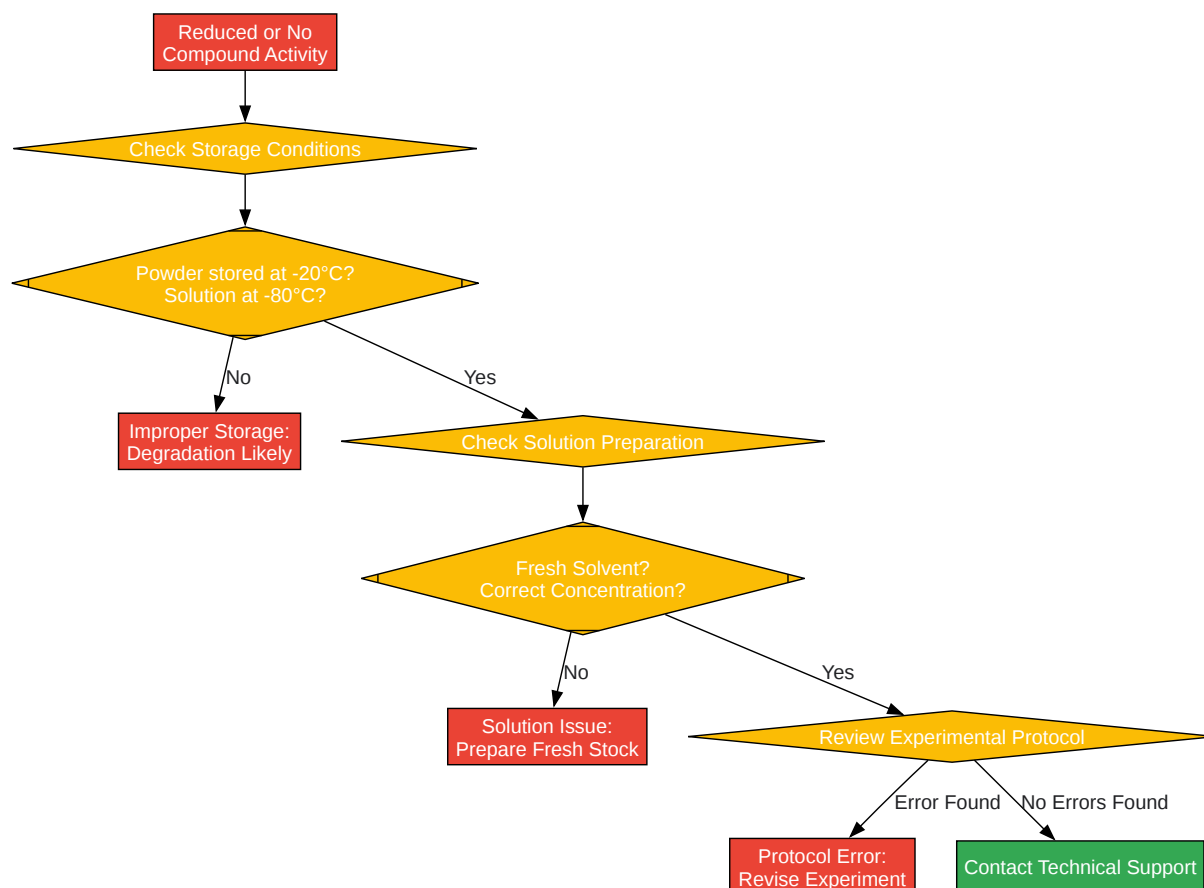 Reduced or No
Compound Activity
Check Storage Conditions
Powder stored at -20°C?
Solution at -80°C?
No
Yes
Improper Storage:
Degradation Likely
Check Solution Preparation
Fresh Solvent?
Correct Concentration?
No
Yes
Solution Issue:
Prepare Fresh Stock
Review Experimental Protocol
Error Found
No Errors Found
Protocol Error:
Revise Experiment
Contact Technical Support